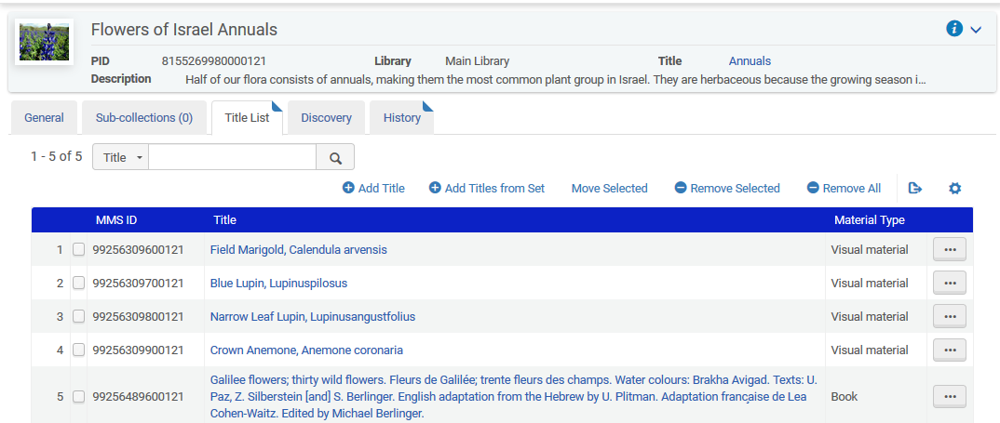 Flowers of Israel Annuals
PID 8155269980000121 Library Main Library Title Annuals
Description Half of our flora consists of annuals, making them the most common plant group in Israel. They are herbaceous because the growing season i...
General Sub-collections (0) Title List Discovery History
1 - 5 of 5 Title
Add Title Add Titles from Set Move Selected Remove Selected Remove All
MMS ID Title Material Type
1 99256309600121 Field Marigold, Calendula arvensis Visual material
2 99256309700121 Blue Lupin, Lupinuspilosus Visual material
3 99256309800121 Narrow Leaf Lupin, Lupinusangustfolius Visual material
4 99256309900121 Crown Anemone, Anemone coronaria Visual material
Galilee flowers; thirty wild flowers. Fleurs de Galilée; trente fleurs des champs. Water colours: Brakha Avigad. Texts: U.
5 99256489600121 Paz, Z. Silberstein [and] S. Berlinger. English adaptation from the Hebrew by U. Plitman. Adaptation française de Lea Book
Cohen-Waitz. Edited by Michael Berlinger.